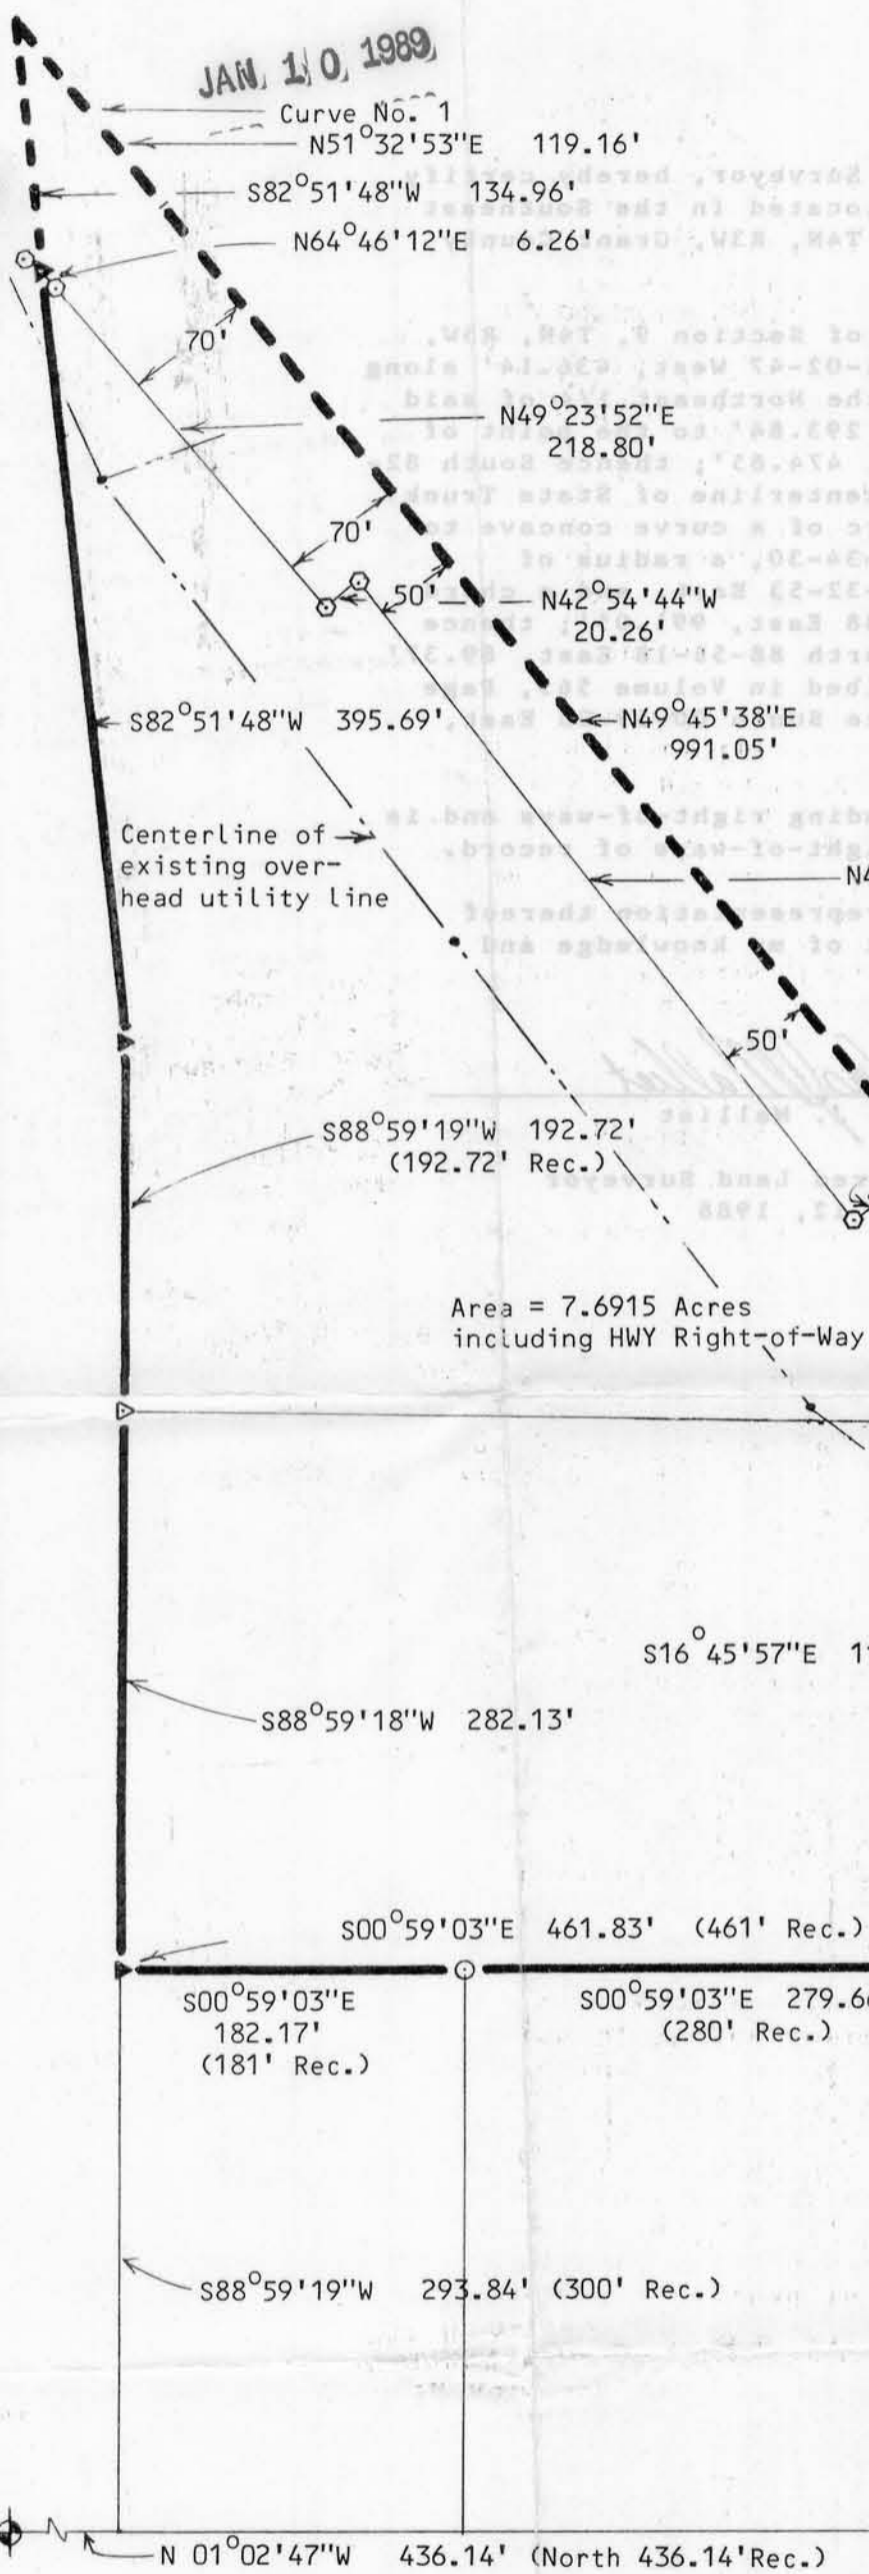 JAN. 10, 1989
Curve No. 1
N51°32'53"E 119.16'
S82°51'48"W 134.96'
N64°46'12"E 6.26'
70'
N49°23'52"E
218.80'
70'
50'
N42°54'44"W
20.26'
S82°51'48"W 395.69'
N49°45'38"E
991.05'
Centerline of
existing over-
head utility line
N4
50'
S88°59'19"W 192.72'
(192.72' Rec.)
Area = 7.6915 Acres
including HWY Right-of-Way
S16°45'57"E 1
S88°59'18"W 282.13'
S00°59'03"E 461.83' (461' Rec.)
S00°59'03"E
182.17'
(181' Rec.)
S00°59'03"E 279.6
(280' Rec.)
S88°59'19"W 293.84' (300' Rec.)
N 01°02'47"W 436.14' (North 436.14'Rec.)